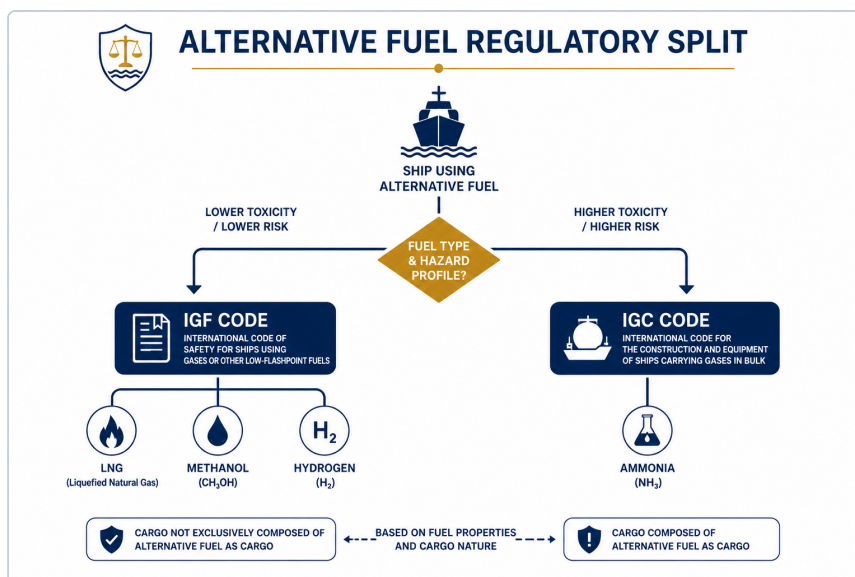 ALTERNATIVE FUEL REGULATORY SPLIT
SHIP USING
ALTERNATIVE FUEL
LOWER TOXICITY
/ LOWER RISK
HIGHER TOXICITY
/ HIGHER RISK
FUEL TYPE
& HAZARD
PROFILE?
IGF CODE
INTERNATIONAL CODE OF
SAFETY FOR SHIPS USING
GASES OR OTHER LOW-FLASHPOINT FUELS
IGC CODE
INTERNATIONAL CODE FOR
THE CONSTRUCTION AND EQUIPMENT
OF SHIPS CARRYING GASES IN BULK
H₂
LNG
(Liquefied Natural Gas)
METHANOL
(CH₃OH)
HYDROGEN
(H₂)
AMMONIA
(NH₃)
CARGO NOT EXCLUSIVELY COMPOSED OF
ALTERNATIVE FUEL AS CARGO
BASED ON FUEL PROPERTIES
AND CARGO NATURE
CARGO COMPOSED OF
ALTERNATIVE FUEL AS CARGO